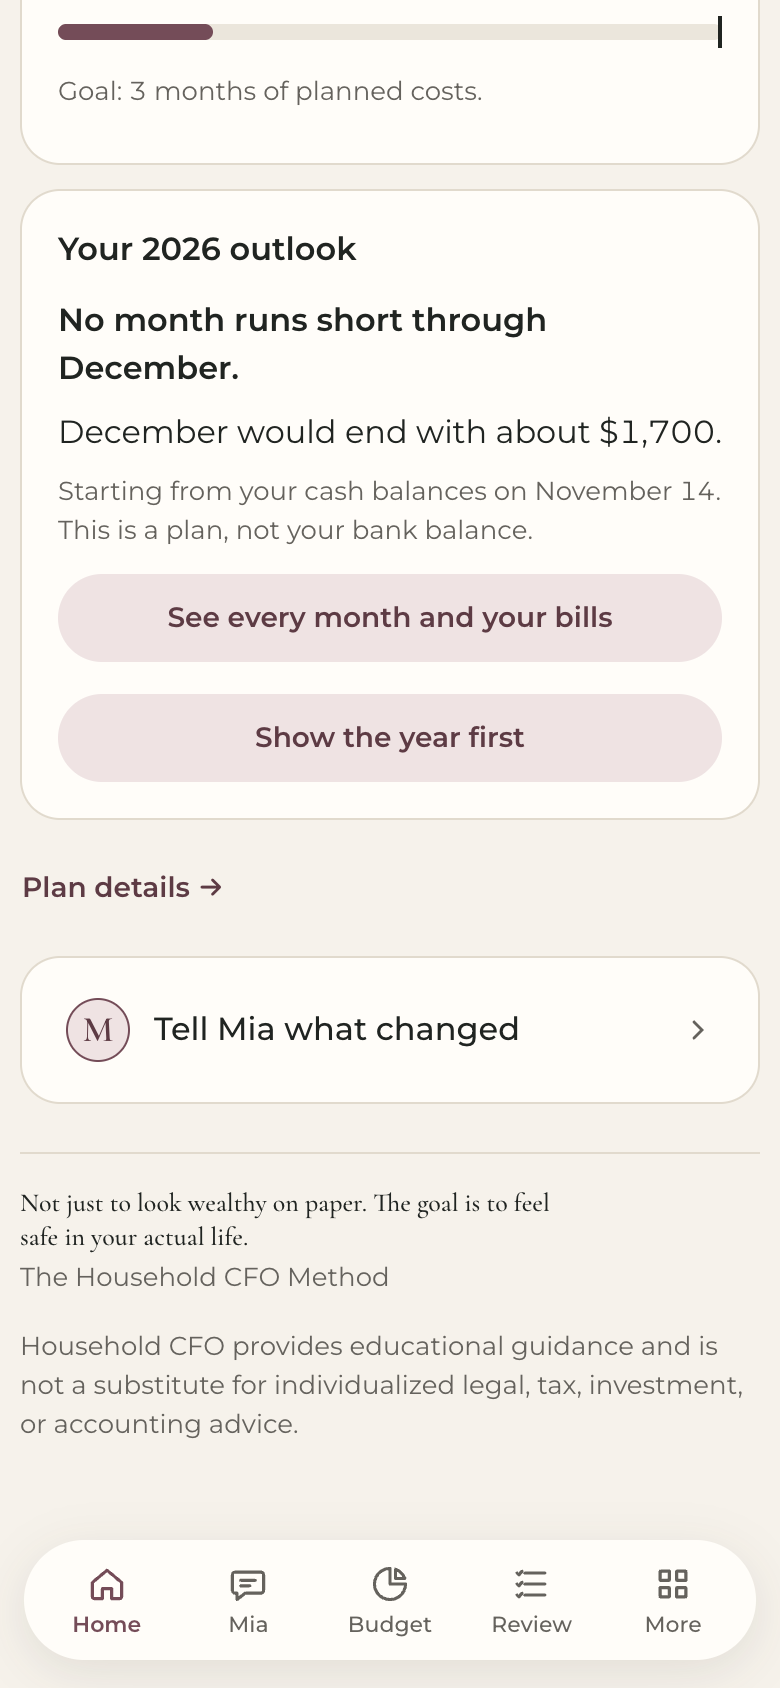 Goal: 3 months of planned costs.
Your 2026 outlook
No month runs short through
December.
December would end with about $1,700.
Starting from your cash balances on November 14.
This is a plan, not your bank balance.
See every month and your bills
Show the year first
Plan details →
M
Tell Mia what changed
Not just to look wealthy on paper. The goal is to feel
safe in your actual life.
The Household CFO Method
Household CFO provides educational guidance and is
not a substitute for individualized legal, tax, investment,
or accounting advice.
Home
Mia
Budget
Review
More